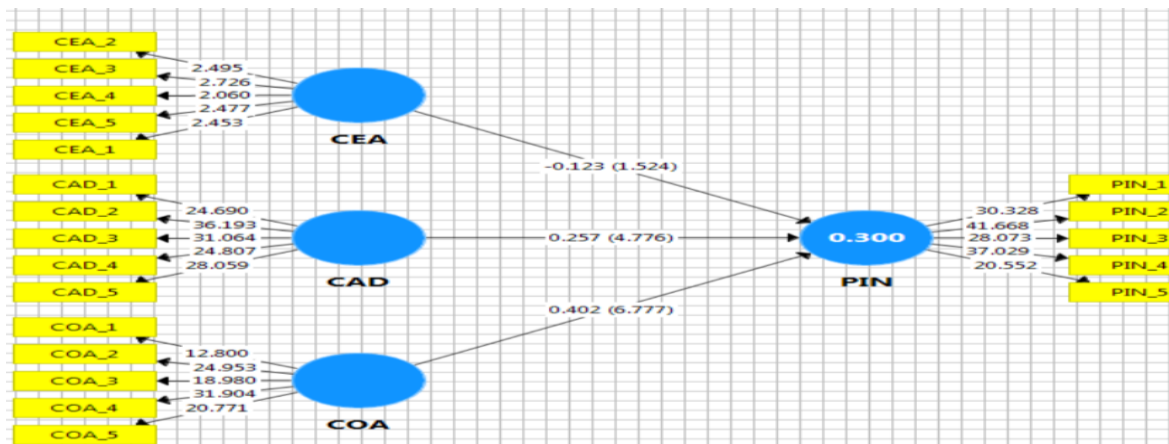 CEA_2
CEA_3
CEA_4
CEA_5
CEA_1
2.495
2.726
2.060
2.477
2.453
CEA
-0.123 (1.524)
CAD_1
CAD_2
CAD_3
CAD_4
CAD_5
24.690
36.193
31.064
24.807
28.059
CAD
0.257 (4.776)
COA_1
COA_2
COA_3
COA_4
COA_5
12.800
24.953
18.980
31.904
20.771
COA
0.402 (6.777)
0.300
PIN
30.328
41.668
28.073
37.029
20.552
PIN_1
PIN_2
PIN_3
PIN_4
PIN_5